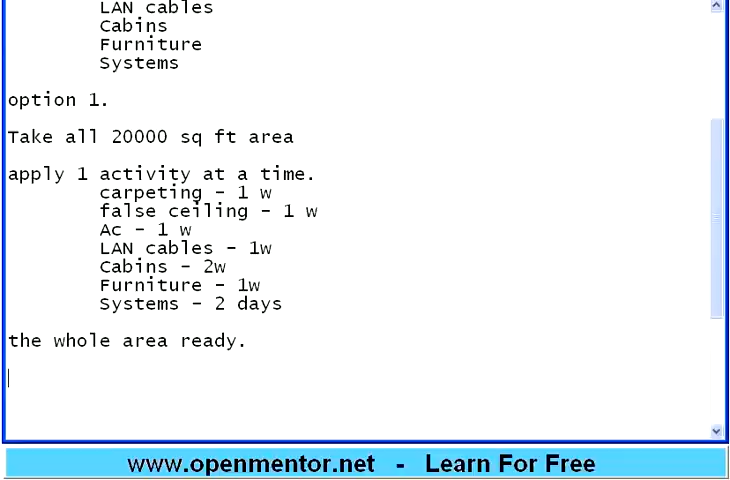 LAN cables
Cabins
Furniture
Systems
option 1.
Take all 20000 sq ft area
apply 1 activity at a time.
carpeting - 1 w
false ceiling - 1 w
Ac - 1 w
LAN cables - 1w
Cabins - 2w
Furniture - 1w
Systems - 2 days
the whole area ready.
www.openmentor.net - Learn For Free